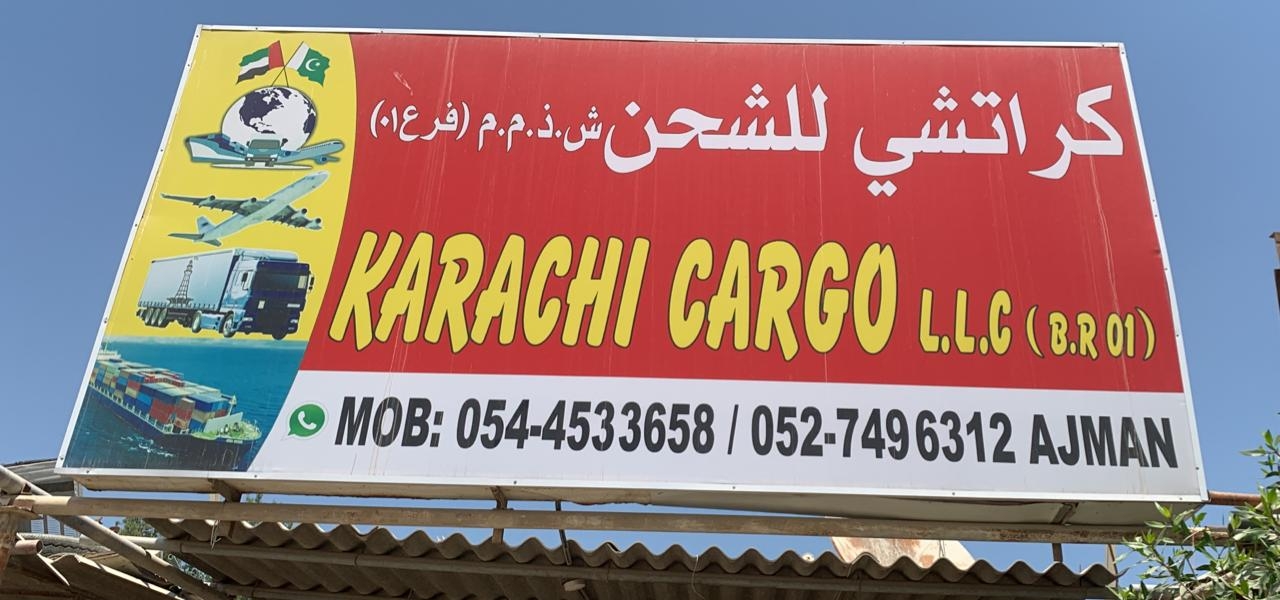 كراتشي للشحن ش.ذ.م.م (فرع ٠١)
KARACHI CARGO L.L.C (B.R 01)
MOB: 054-4533658 / 052-7496312 AJMAN